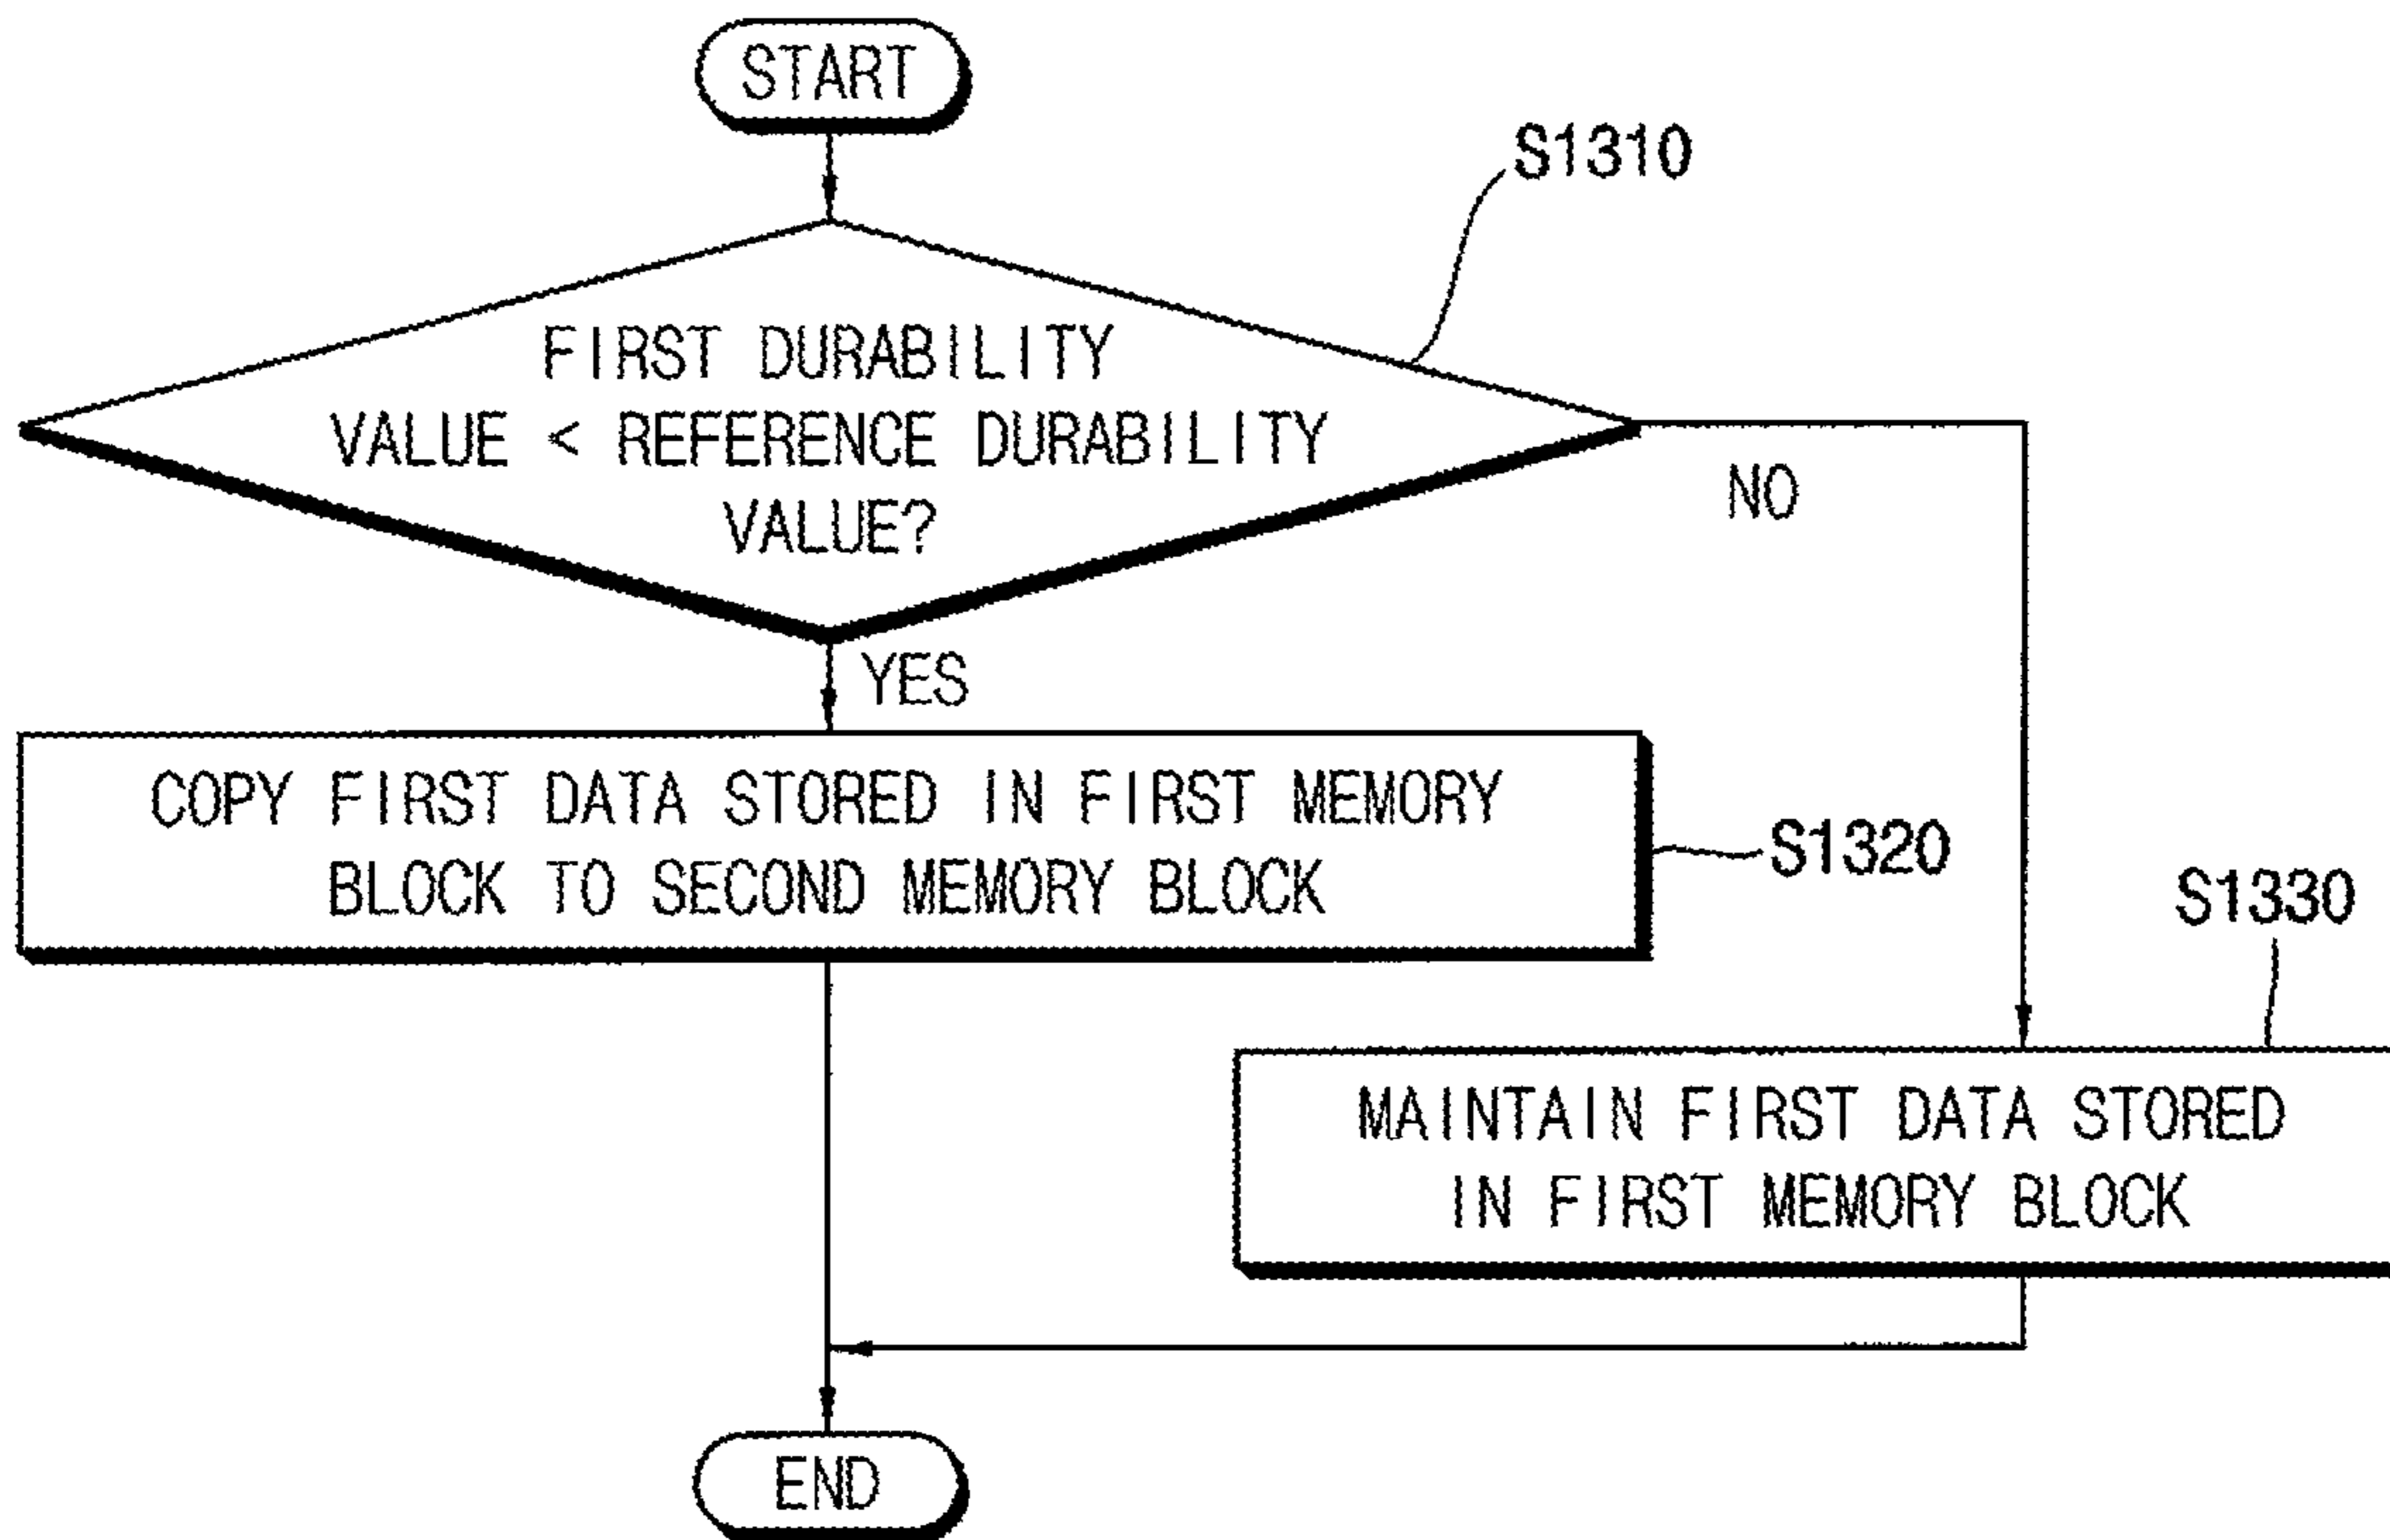 START
S1310
FIRST DURABILITY
VALUE < REFERENCE DURABILITY
VALUE?
NO
YES
COPY FIRST DATA STORED IN FIRST MEMORY
BLOCK TO SECOND MEMORY BLOCK
S1320
S1330
MAINTAIN FIRST DATA STORED
IN FIRST MEMORY BLOCK
END